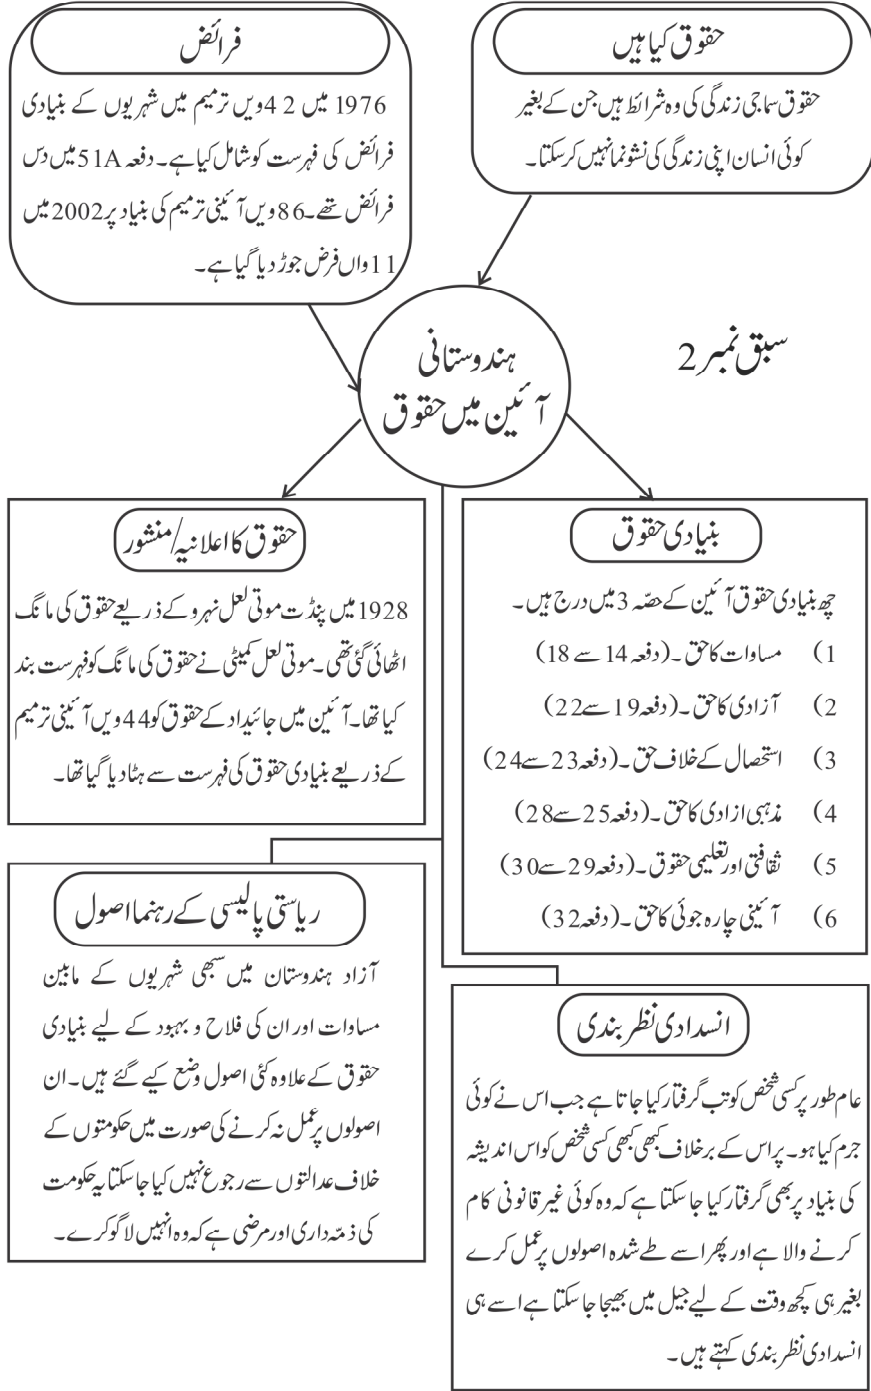 حقوق کیا ہیں
حقوق سماجی زندگی کی وہ شرائط ہیں جن کے بغیر
کوئی انسان اپنی زندگی کی نشوونما نہیں کرسکتا۔
فرائض
1976 میں 42ویں ترمیم میں شہریوں کے بنیادی
فرائض کی فہرست کو شامل کیا ہے۔ دفعہ 51A میں دس
فرائض تھے۔ 86ویں آئینی ترمیم کی بنیاد پر 2002 میں
11واں فرض جوڑ دیا گیا ہے۔
سبق نمبر 2
ہندوستانی
آئین میں حقوق
بنیادی حقوق
چھ بنیادی حقوق آئین کے حصّہ 3 میں درج ہیں۔
1) مساوات کا حق۔ (دفعہ 14 سے 18)
2) آزادی کا حق۔ (دفعہ 19 سے 22)
3) استحصال کے خلاف حق۔ (دفعہ 23 سے 24)
4) مذہبی ازادی کا حق۔ (دفعہ 25 سے 28)
5) ثقافتی اور تعلیمی حقوق۔ (دفعہ 29 سے 30)
6) آئینی چارہ جوئی کا حق۔ (دفعہ 32)
حقوق کا اعلانیہ/منشور
1928 میں پنڈت موتی لعل نہرو کے ذریعے حقوق کی مانگ
اٹھائی گئی تھی۔ موتی لعل کمیٹی نے حقوق کی مانگ کو فہرست بند
کیا تھا۔ آئین میں جائیداد کے حقوق کو 44ویں آئینی ترمیم
کے ذریعے بنیادی حقوق کی فہرست سے ہٹا دیا گیا تھا۔
ریاستی پالیسی کے رہنما اصول
آزاد ہندوستان میں سبھی شہریوں کے مابین
مساوات اور ان کی فلاح و بہبود کے لیے بنیادی
حقوق کے علاوہ کئی اصول وضع کیے گئے ہیں۔ ان
اصولوں پر عمل نہ کرنے کی صورت میں حکومتوں کے
خلاف عدالتوں سے رجوع نہیں کیا جا سکتا یہ حکومت
کی ذمّہ داری اور مرضی ہے کہ وہ انہیں لاگو کرے۔
انسدادی نظر بندی
عام طور پر کسی شخص کو تب گرفتار کیا جاتا ہے جب اس نے کوئی
جرم کیا ہو۔ پر اس کے برخلاف کبھی کبھی کسی شخص کو اس اندیشہ
کی بنیاد پر بھی گرفتار کیا جا سکتا ہے کہ وہ کوئی غیر قانونی کام
کرنے والا ہے اور پھر اسے طے شدہ اصولوں پر عمل کرے
بغیر ہی کچھ وقت کے لیے جیل میں بھیجا جا سکتا ہے اسے ہی
انسدادی نظر بندی کہتے ہیں۔